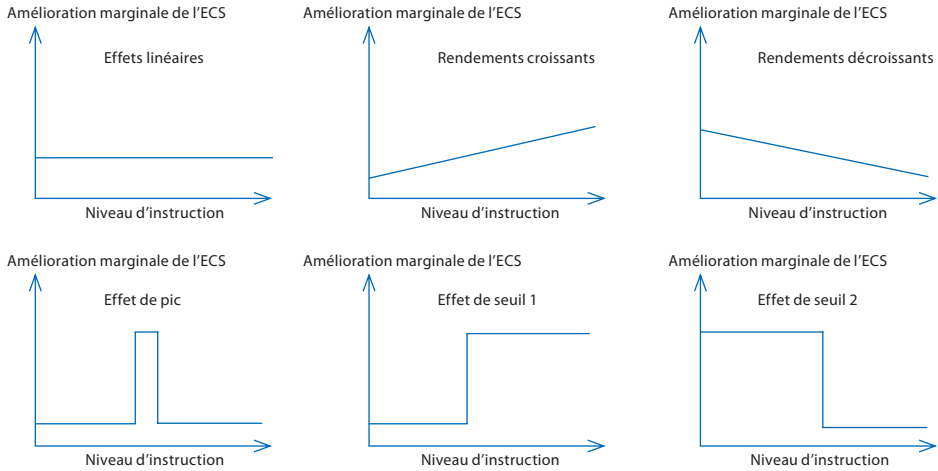 Amélioration marginale de l’ECS
Effets linéaires
Niveau d’instruction
Amélioration marginale de l’ECS
Rendements croissants
Niveau d’instruction
Amélioration marginale de l’ECS
Rendements décroissants
Niveau d’instruction
Amélioration marginale de l’ECS
Effet de pic
Niveau d’instruction
Amélioration marginale de l’ECS
Effet de seuil 1
Niveau d’instruction
Amélioration marginale de l’ECS
Effet de seuil 2
Niveau d’instruction